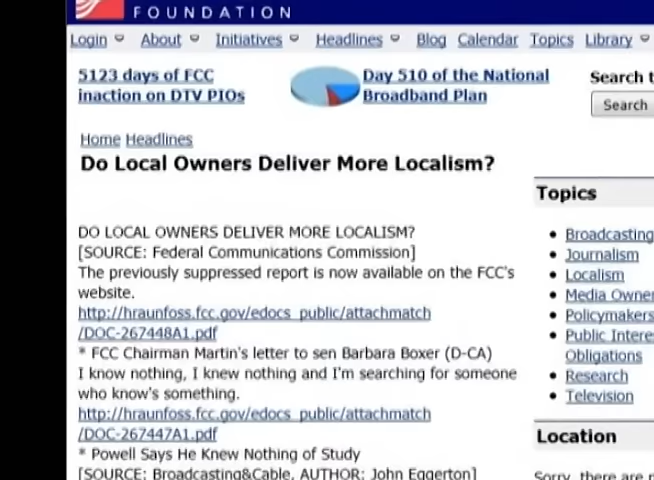 FOUNDATION
Login About Initiatives Headlines Blog Calendar Topics Library
5123 days of FCC
inaction on DTV PIOs
Day 510 of the National
Broadband Plan
Search
Search
Home Headlines
Do Local Owners Deliver More Localism?
DO LOCAL OWNERS DELIVER MORE LOCALISM?
[SOURCE: Federal Communications Commission]
The previously suppressed report is now available on the FCC's
website.
http://hraunfoss.fcc.gov/edocs_public/attachmatch
/DOC-267448A1.pdf
* FCC Chairman Martin's letter to sen Barbara Boxer (D-CA)
I know nothing, I knew nothing and I'm searching for someone
who know's something.
http://hraunfoss.fcc.gov/edocs_public/attachmatch
/DOC-267447A1.pdf
* Powell Says He Knew Nothing of Study
[SOURCE: Broadcasting&Cable, AUTHOR: John Eggerton]
Topics
• Broadcasting
• Journalism
• Localism
• Media Owner
• Policymakers
• Public Intere
Obligations
• Research
• Television
Location
Sorry, there are